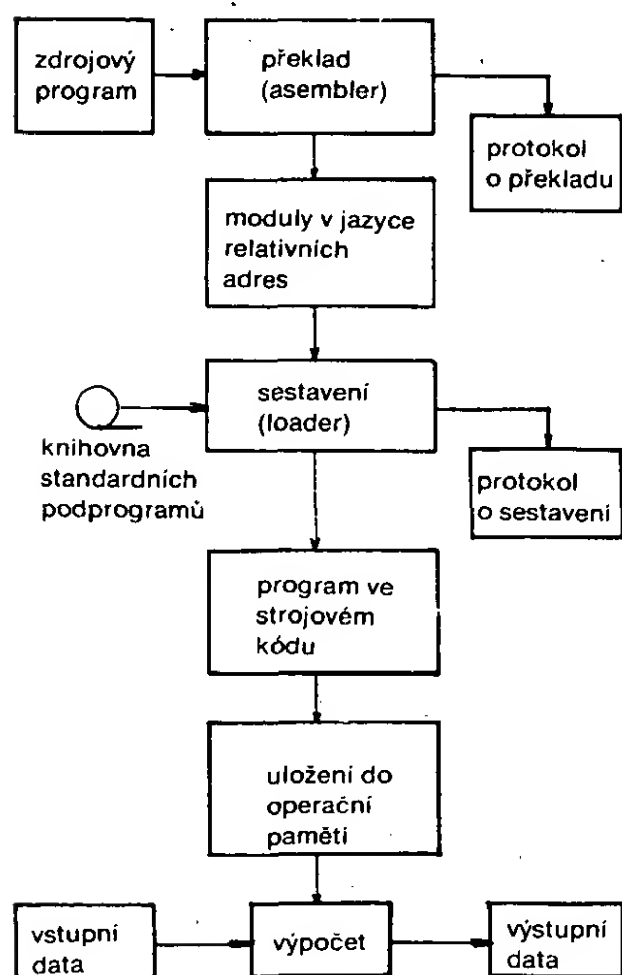 zdrojový
program
překlad
(asembler)
protokol
o překladu
moduly v jazyce
relativních
adres
sestavení
(loader)
knihovna
standardních
podprogramů
protokol
o sestavení
program ve
strojovém
kódu
uložení do
operační
paměti
vstupní
data
výpočet
výstupní
data